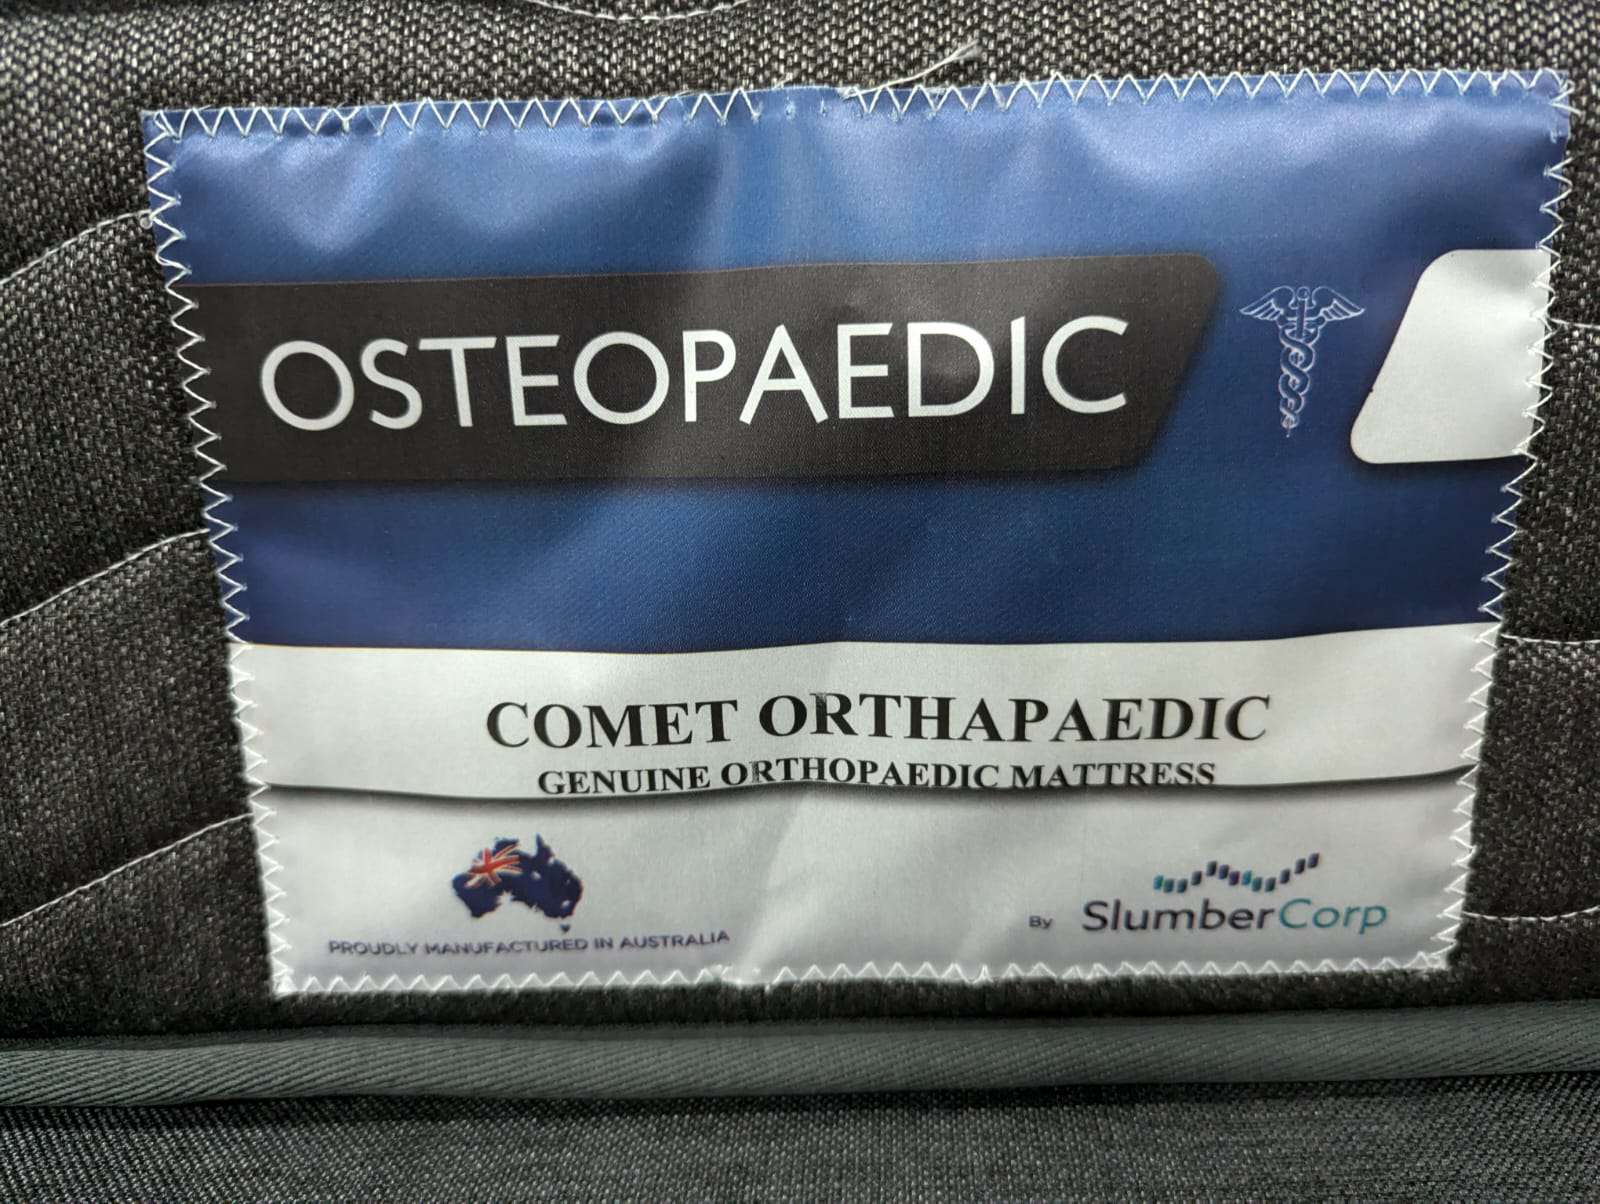 OSTEOPAEDIC
COMET ORTHAPAEDIC
GENUINE ORTHOPAEDIC MATTRESS
PROUDLY MANUFACTURED IN AUSTRALIA
By SlumberCorp